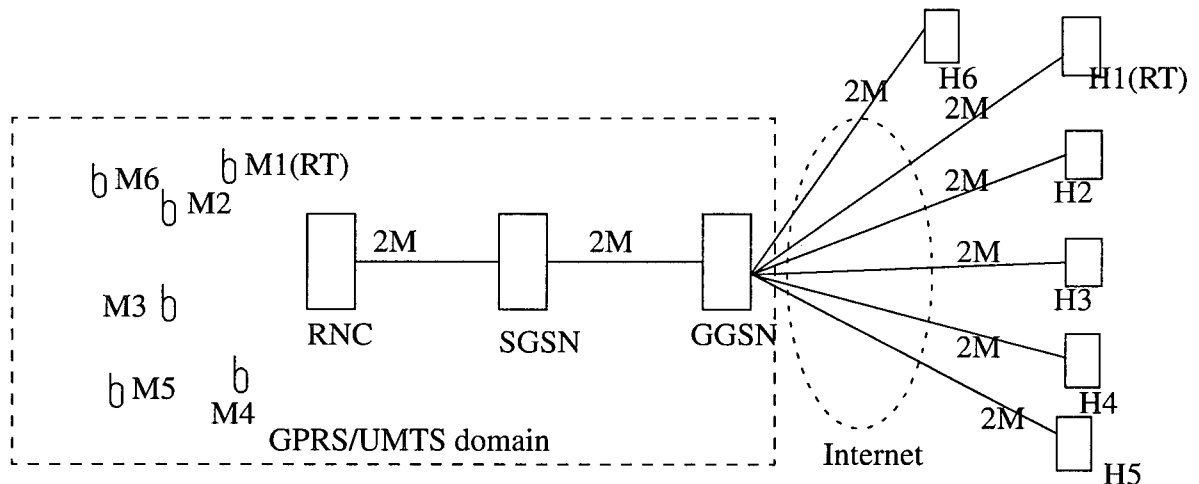 H6
H1(RT)
2M
2M
M1(RT)
M6
M2
2M
H2
2M
2M
2M
M3
H3
RNC
SGSN
GGSN
2M
M5
M4
H4
2M
GPRS/UMTS domain
Internet
H5